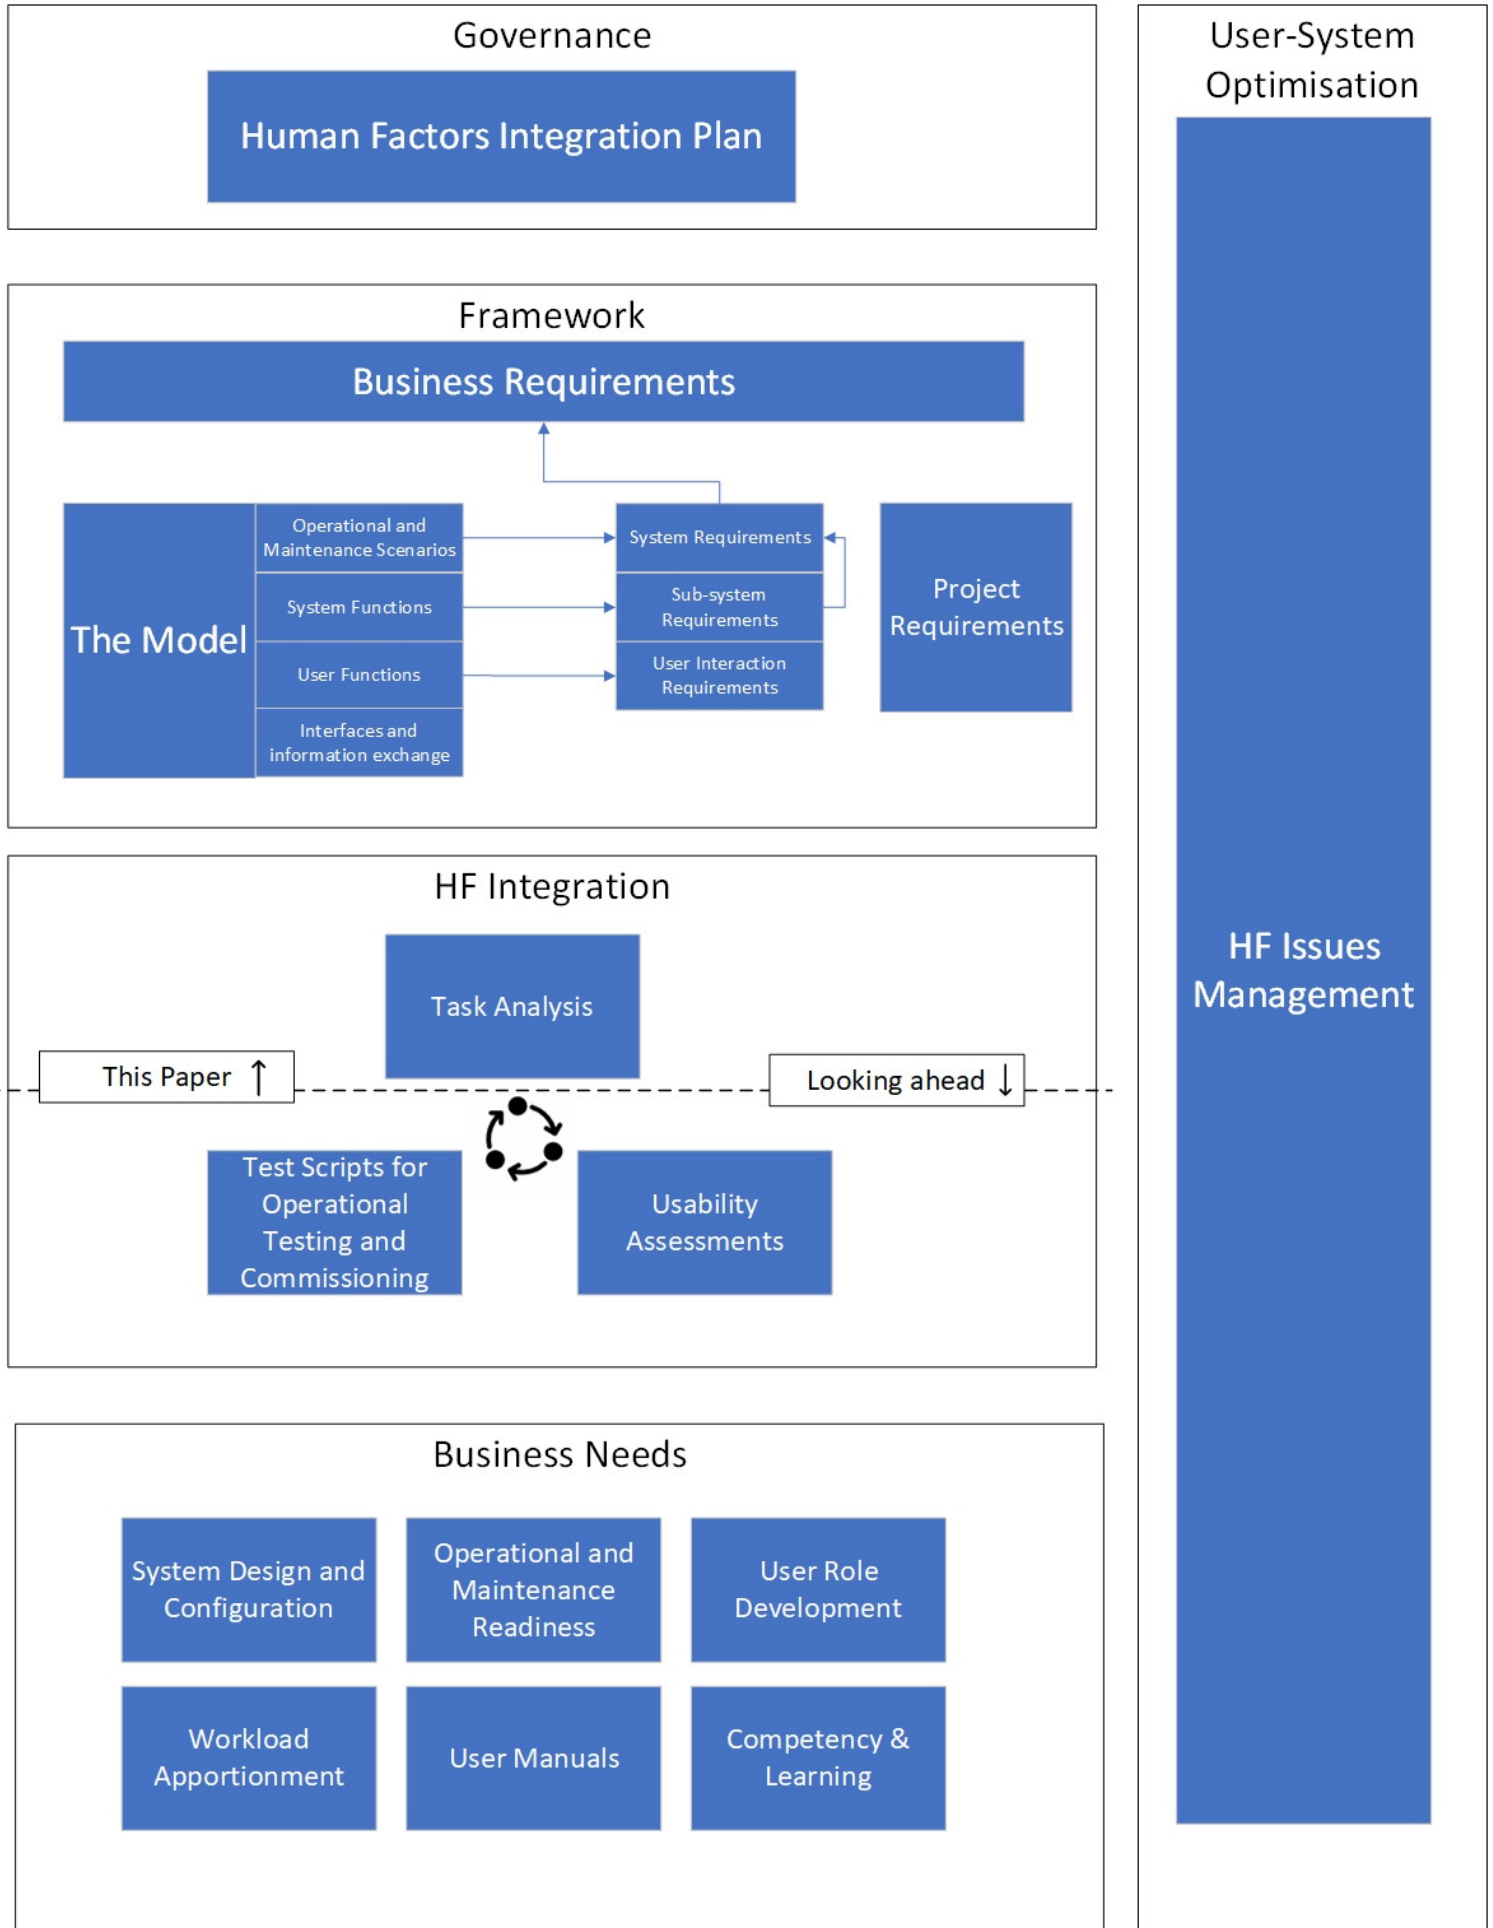 Governance
Human Factors Integration Plan
User-System
Optimisation
Framework
Business Requirements
The Model
Operational and
Maintenance Scenarios
System Functions
User Functions
Interfaces and
information exchange
System Requirements
Sub-system
Requirements
User Interaction
Requirements
Project
Requirements
HF Integration
Task Analysis
This Paper ↑
Looking ahead ↓
Test Scripts for
Operational
Testing and
Commissioning
Usability
Assessments
HF Issues
Management
Business Needs
System Design and
Configuration
Operational and
Maintenance
Readiness
User Role
Development
Workload
Apportionment
User Manuals
Competency &
Learning